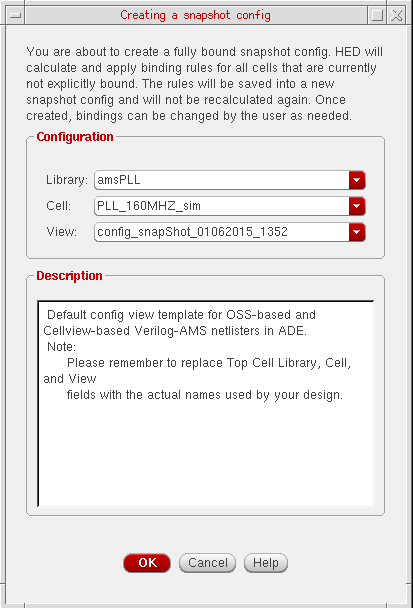 Creating a snapshot config
You are about to create a fully bound snapshot config. HED will
calculate and apply binding rules for all cells that are currently
not explicitly bound. The rules will be saved into a new
snapshot config and will not be recalculated again. Once
created, bindings can be changed by the user as needed.
Configuration
Library: amsPLL
Cell: PLL_160MHZ_sim
View: config_snapShot_01062015_1352
Description
Default config view template for OSS-based and
Cellview-based Verilog-AMS netlisters in ADE.
Note:
Please remember to replace Top Cell Library, Cell,
and View
fields with the actual names used by your design.
OK Cancel Help